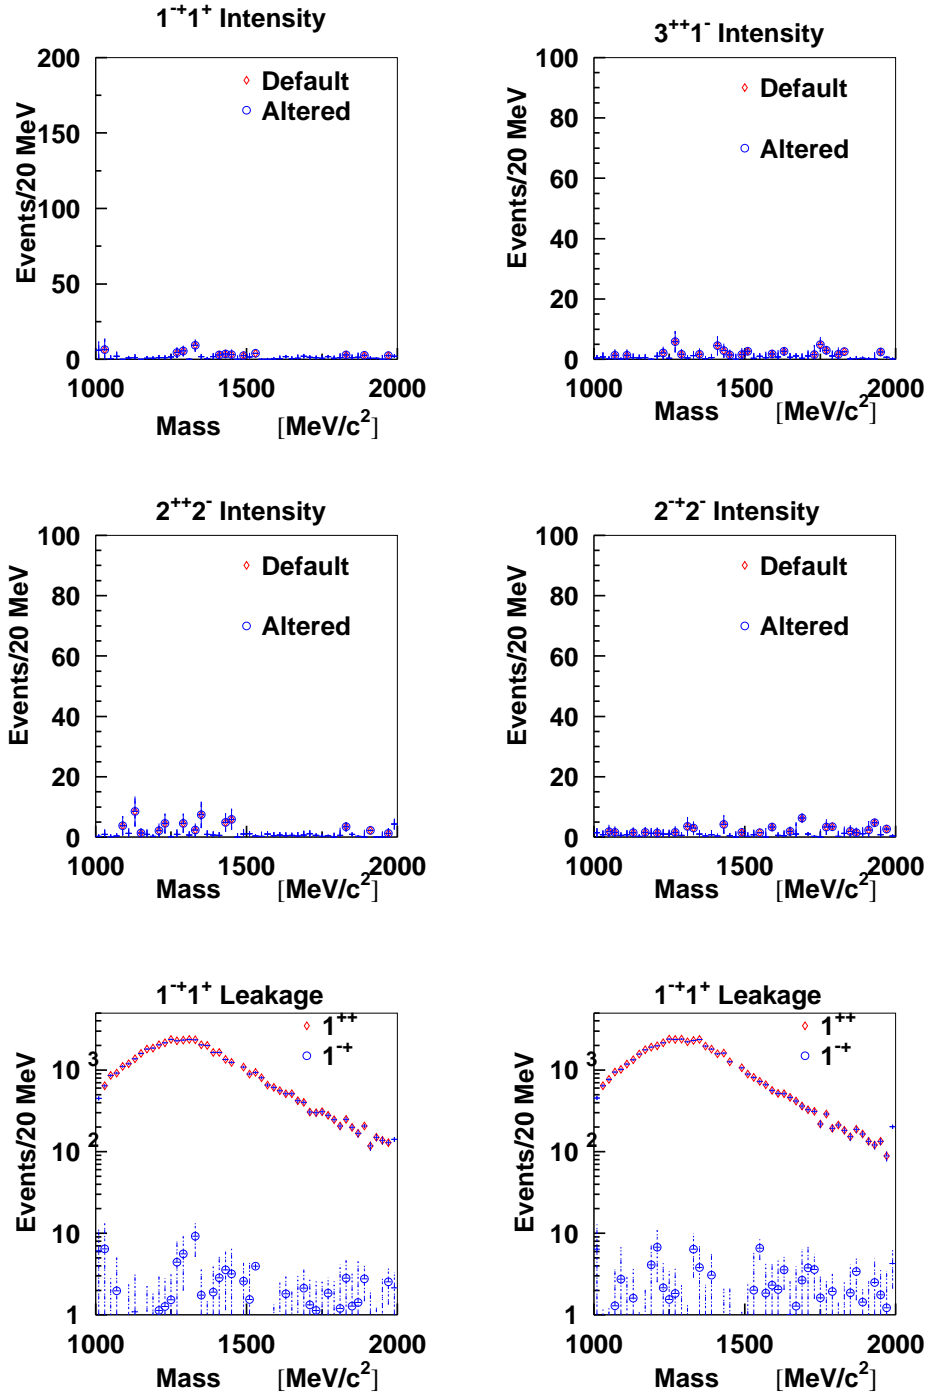 1⁻⁺1⁺ Intensity
Events/20 MeV
200
150
100
50
0
Default
Altered
1000 1500 2000
Mass [MeV/c²]
3⁺⁺1⁻ Intensity
Events/20 MeV
100
80
60
40
20
0
Default
Altered
1000 1500 2000
Mass [MeV/c²]
2⁺⁺2⁻ Intensity
Events/20 MeV
100
80
60
40
20
0
Default
Altered
1000 1500 2000
Mass [MeV/c²]
2⁻⁺2⁻ Intensity
Events/20 MeV
100
80
60
40
20
0
Default
Altered
1000 1500 2000
Mass [MeV/c²]
1⁻⁺1⁺ Leakage
Events/20 MeV
10³
10²
10
1
1⁺⁺
1⁻⁺
1000 1500 2000
Mass [MeV/c²]
1⁻⁺1⁺ Leakage
Events/20 MeV
10³
10²
10
1
1⁺⁺
1⁻⁺
1000 1500 2000
Mass [MeV/c²]